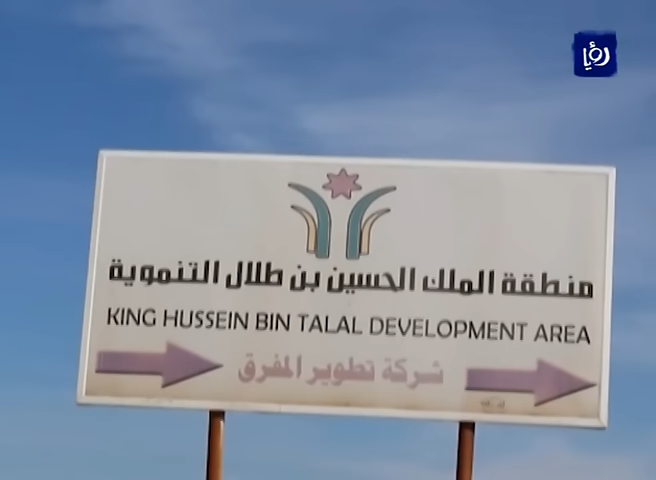 رؤيا
منطقة الملك الحسين بن طلال التنموية
KING HUSSEIN BIN TALAL DEVELOPMENT AREA
شركة تطوير المفرق